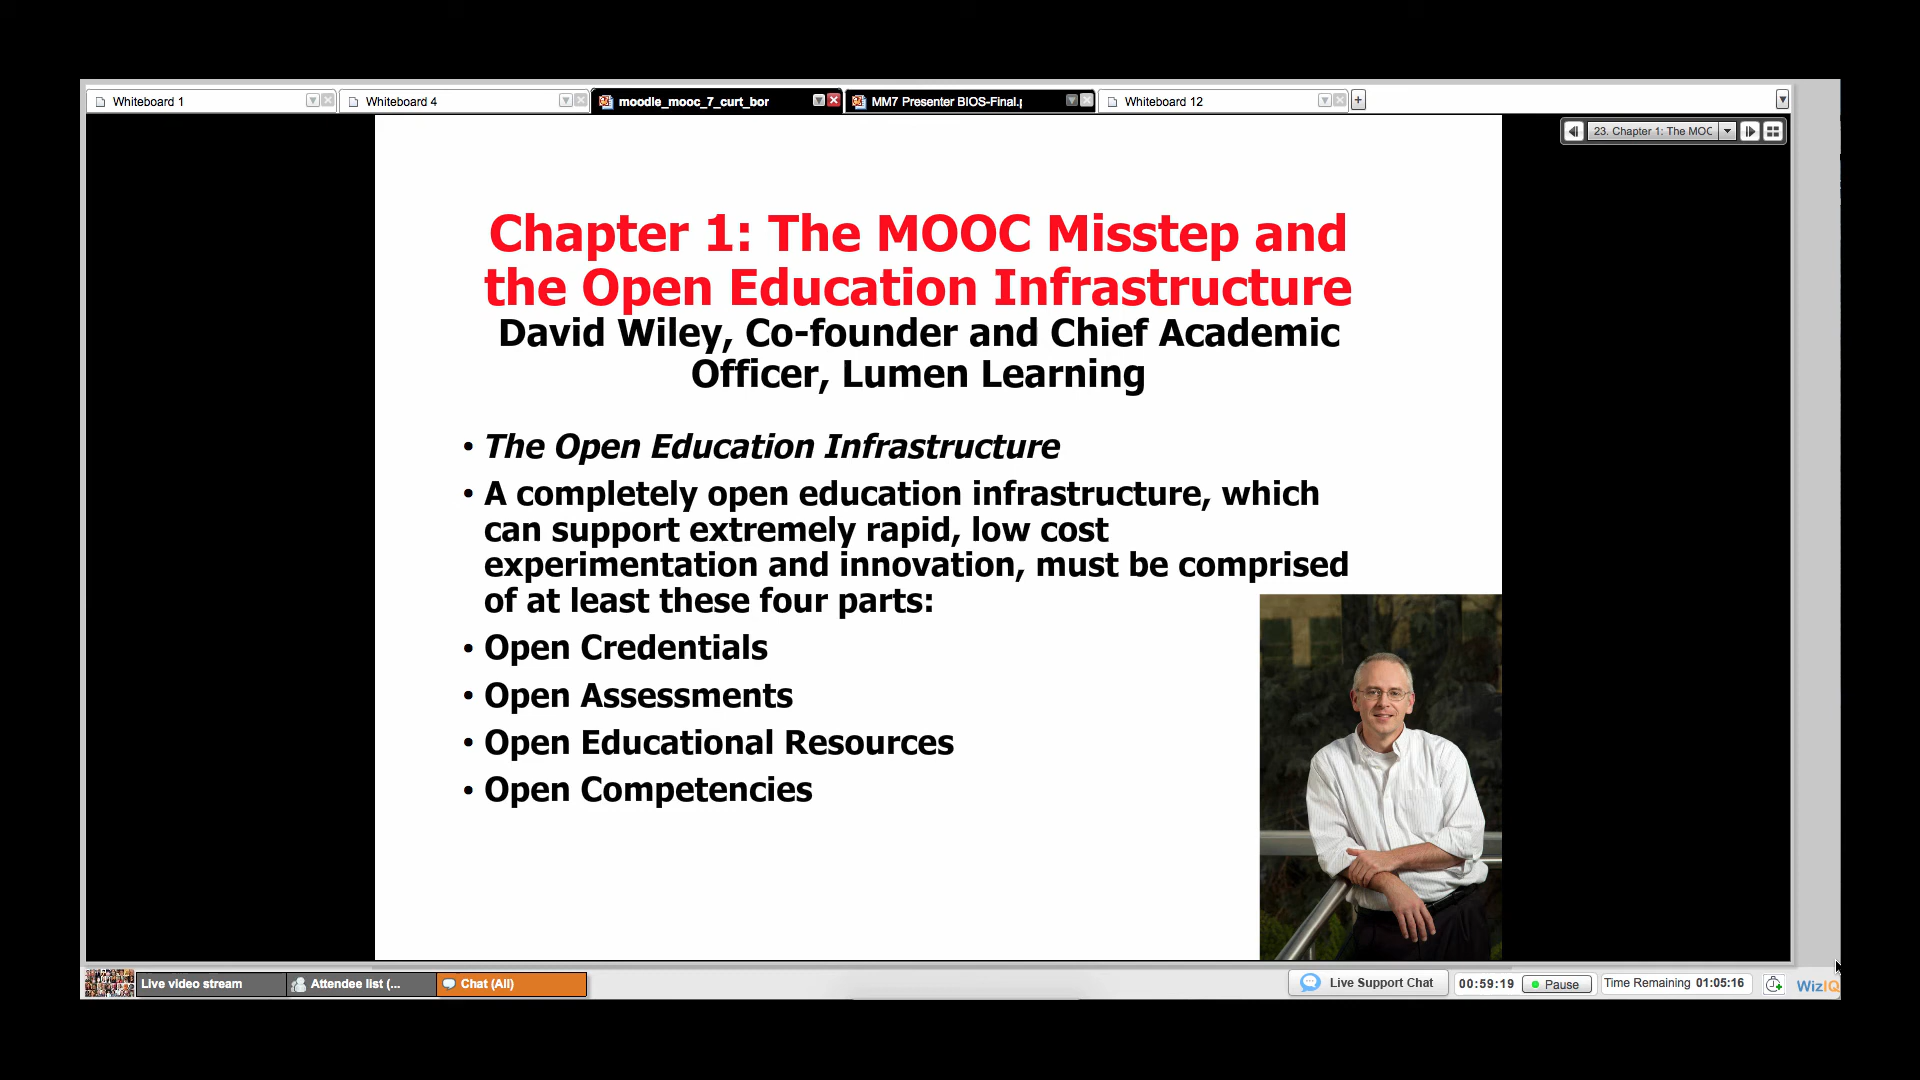 Whiteboard 1
Whiteboard 4
moodle_mooc_7_curt_bor
MM7 Presenter BIOS-Final.
Whiteboard 12
+
23. Chapter 1: The MOC
Chapter 1: The MOOC Misstep and
the Open Education Infrastructure
David Wiley, Co-founder and Chief Academic
Officer, Lumen Learning
• The Open Education Infrastructure
• A completely open education infrastructure, which
can support extremely rapid, low cost
experimentation and innovation, must be comprised
of at least these four parts:
• Open Credentials
• Open Assessments
• Open Educational Resources
• Open Competencies
Live video stream
Attendee list (...
Chat (All)
Live Support Chat
00:59:19
Pause
Time Remaining 01:05:16
WizIQ